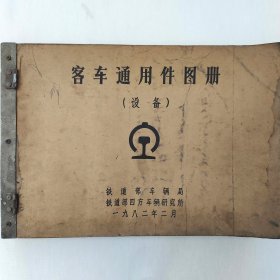 客车通用件图册
(设备)
铁道部车辆局
铁道部四方车辆研究所
一九八二年二月